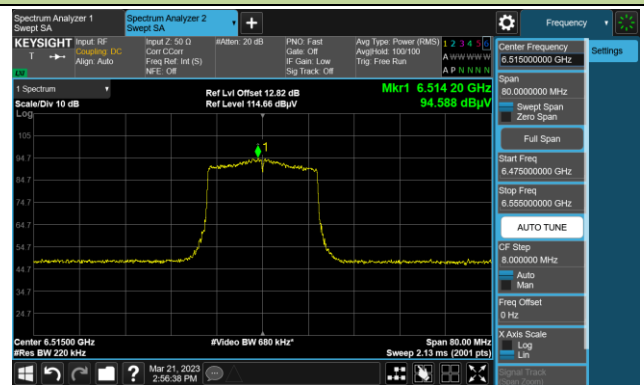 Spectrum Analyzer 1
Swept SA
Spectrum Analyzer 2
Swept SA
Frequency
KEYSIGHT
Input: RF
Coupling: DC
Align: Auto
Input Z: 50 Ω
Corr CCorr
Freq Ref: Int (S)
NFE: Off
#Atten: 20 dB
PNO: Fast
Gate: Off
IF Gain: Low
Sig Track: Off
Avg Type: Power (RMS)
Avg|Hold: 100/100
Trig: Free Run
1 2 3 4 5 6
A W W W W W
A P N N N N
1 Spectrum
Scale/Div 10 dB
Log
Ref Lvl Offset 12.82 dB
Ref Level 114.66 dBµV
Mkr1 6.514 20 GHz
94.588 dBµV
1
105
94.7
84.7
74.7
64.7
54.7
44.7
34.7
24.7
Center 6.51500 GHz
#Res BW 220 kHz
#Video BW 680 kHz*
Span 80.00 MHz
Sweep 2.13 ms (2001 pts)
Center Frequency
6.515000000 GHz
Settings
Span
80.0000000 MHz
Swept Span
Zero Span
Full Span
Start Freq
6.475000000 GHz
Stop Freq
6.555000000 GHz
AUTO TUNE
CF Step
8.000000 MHz
Auto
Man
Freq Offset
0 Hz
X Axis Scale
Log
Lin
Signal Track
(Span Zoom)
Mar 21, 2023
2:56:38 PM